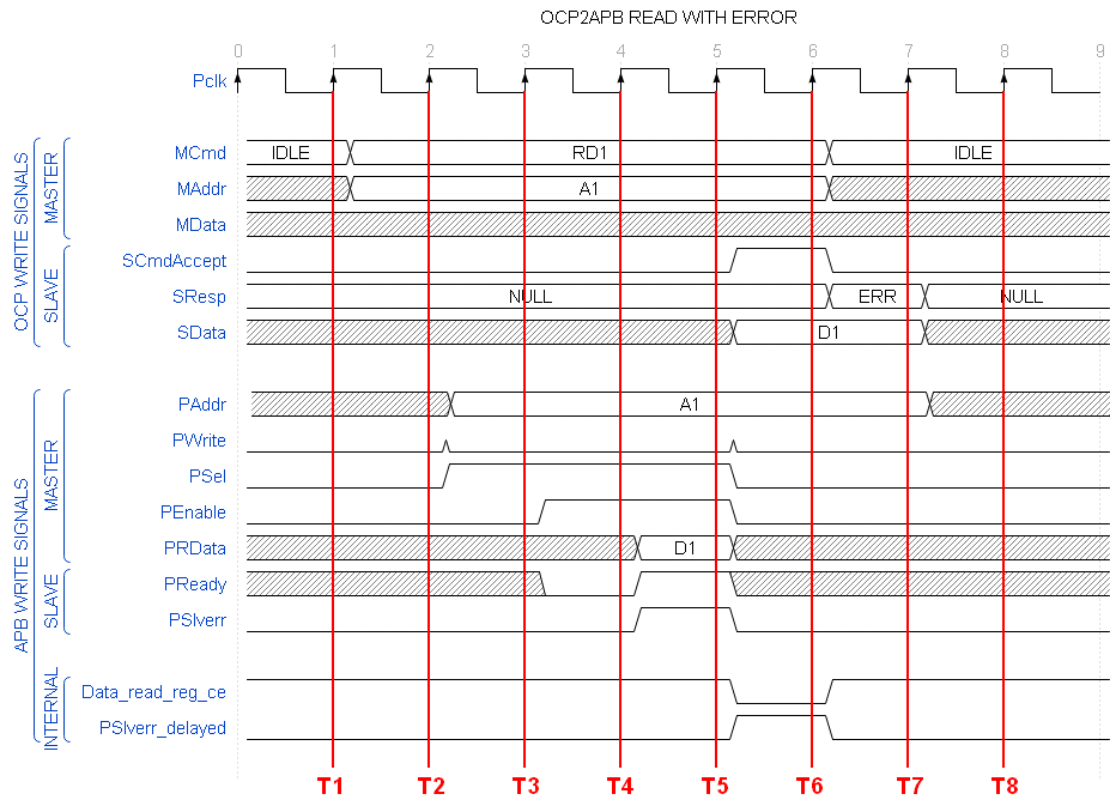 OCP2APB READ WITH ERROR
0 1 2 3 4 5 6 7 8 9
Pclk
OCP WRITE SIGNALS
MASTER
MCmd IDLE RD1 IDLE
MAddr A1
MData
SLAVE
SCmdAccept
SResp NULL ERR NULL
SData D1
APB WRITE SIGNALS
MASTER
PAddr A1
PWrite
PSel
PEnable
PRData D1
SLAVE
PReady
PSlverr
INTERNAL
Data_read_reg_ce
PSlverr_delayed
T1 T2 T3 T4 T5 T6 T7 T8